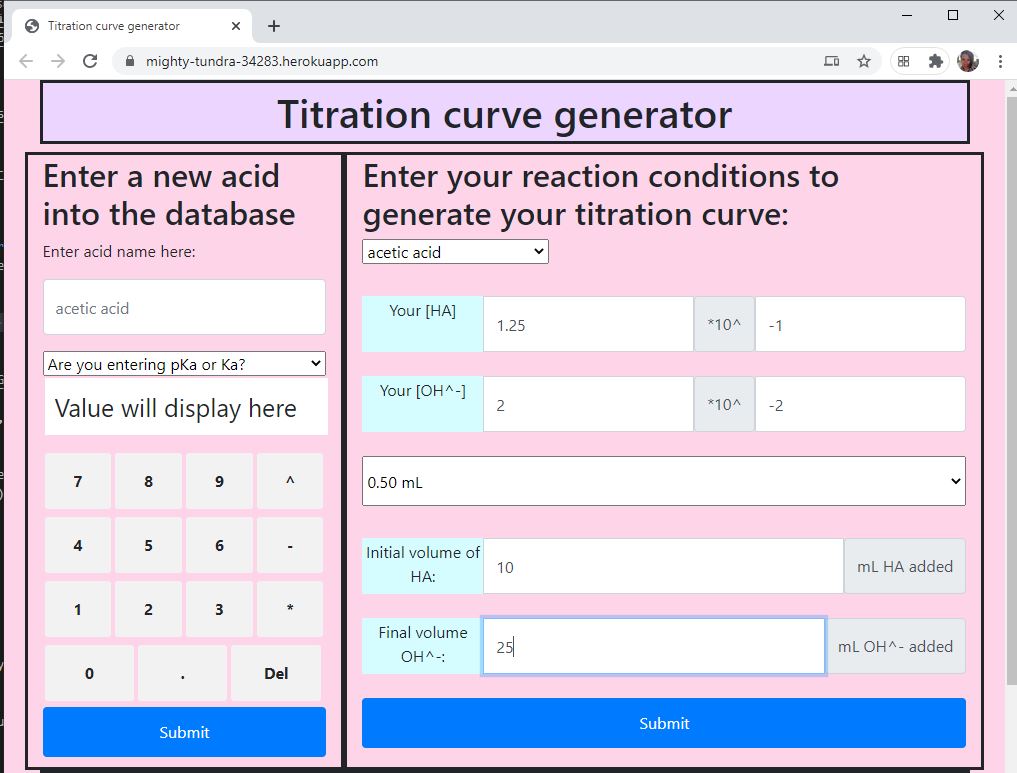 Titration curve generator
mighty-tundra-34283.herokuapp.com
Titration curve generator
Enter a new acid
into the database
Enter acid name here:
acetic acid
Are you entering pKa or Ka?
Value will display here
7 8 9 ^
4 5 6 -
1 2 3 *
0 . Del
Submit
Enter your reaction conditions to
generate your titration curve:
acetic acid
Your [HA] 1.25 *10^ -1
Your [OH^-] 2 *10^ -2
0.50 mL
Initial volume of
HA:
10 mL HA added
Final volume
OH^-:
25 mL OH^- added
Submit